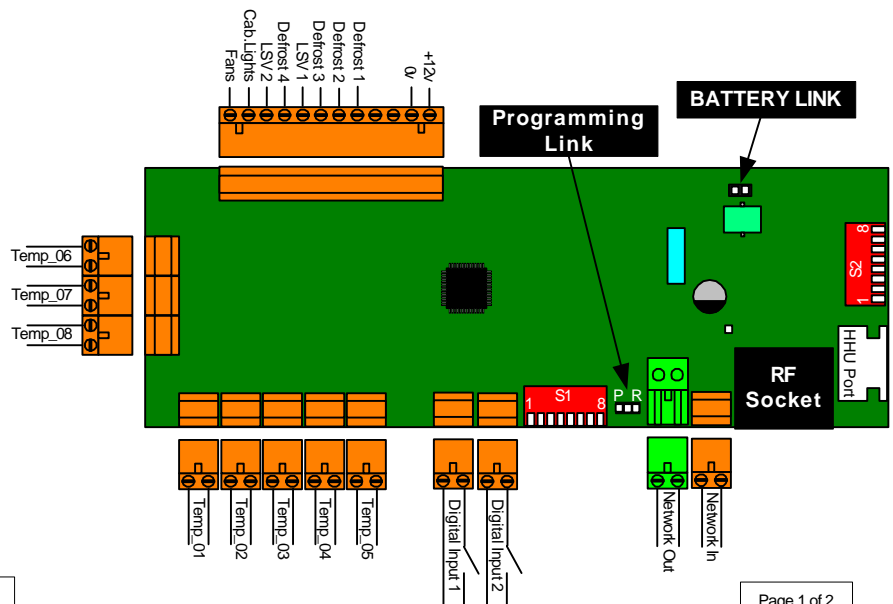 Fans
Cab.Lights
LSV 2
Defrost 4
LSV 1
Defrost 3
Defrost 2
Defrost 1
0v
+12v
Programming
Link
BATTERY LINK
Temp_06
Temp_07
Temp_08
8
S2
1
HHU Port
RF
Socket
1
S1
8
P R
Temp_01
Temp_02
Temp_03
Temp_04
Temp_05
Digital Input 1
Digital Input 2
Network Out
Network In
Page 1 of 2